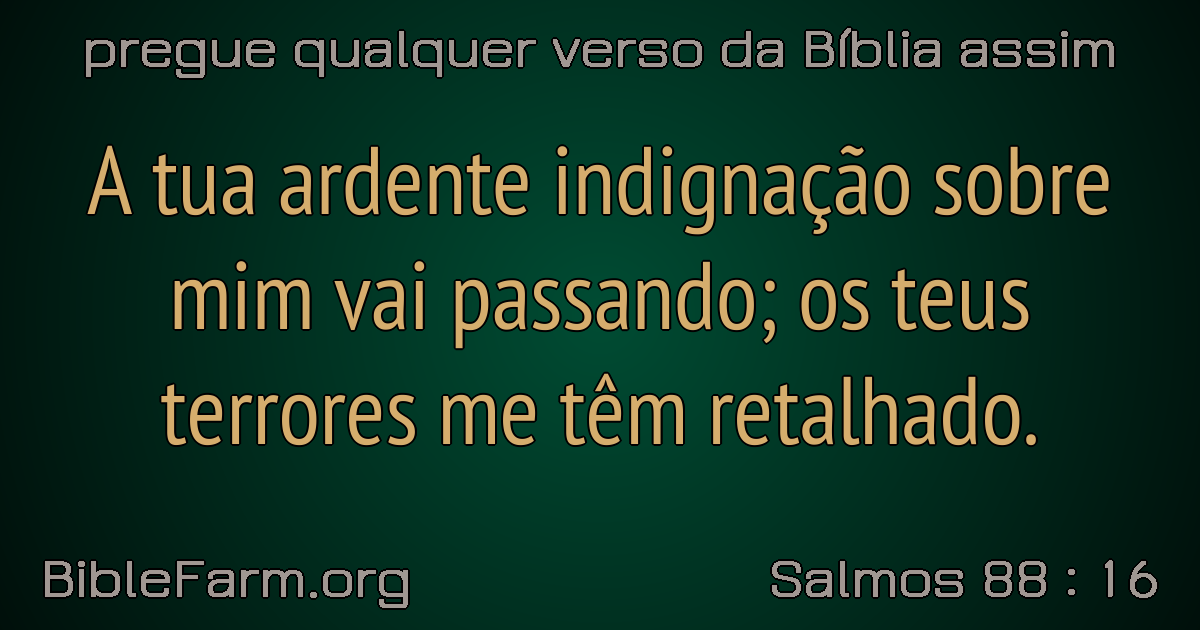 pregue qualquer verso da Bíblia assim
A tua ardente indignação sobre
mim vai passando; os teus
terrores me têm retalhado.
BibleFarm.org
Salmos 88 : 16